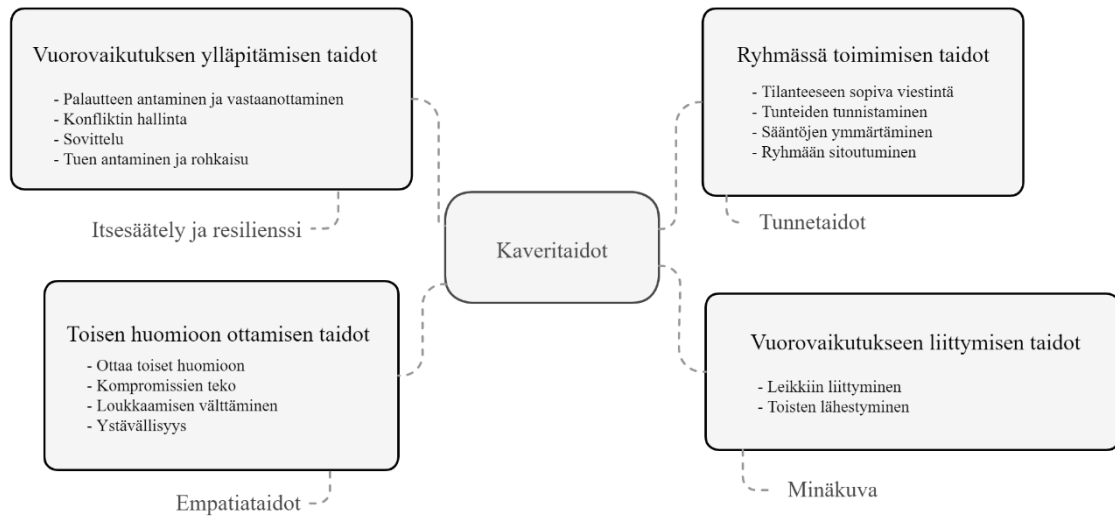 Vuorovaikutuksen ylläpitämisen taidot
- Palautteen antaminen ja vastaanottaminen
- Konfliktin hallinta
- Sovittelu
- Tuen antaminen ja rohkaisu
Itsesäätely ja resilienssi
Ryhmässä toimimisen taidot
- Tilanteeseen sopiva viestintä
- Tunteiden tunnistaminen
- Sääntöjen ymmärtäminen
- Ryhmään sitoutuminen
Tunnetaidot
Kaveritaidot
Toisen huomioon ottamisen taidot
- Ottaa toiset huomioon
- Kompromissien teko
- Loukkaamisen välttäminen
- Ystävällisyys
Empatiataidot
Vuorovaikutukseen liittymisen taidot
- Leikkiin liittyminen
- Toisten lähestyminen
Minäkuva